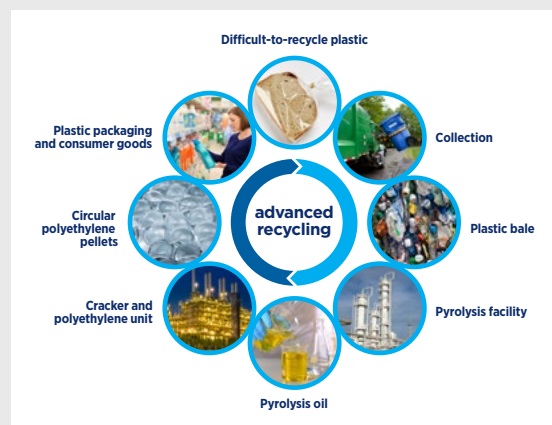 Difficult-to-recycle plastic
Plastic packaging
and consumer goods
Collection
Circular
polyethylene
pellets
advanced
recycling
Plastic bale
Cracker and
polyethylene unit
Pyrolysis facility
Pyrolysis oil